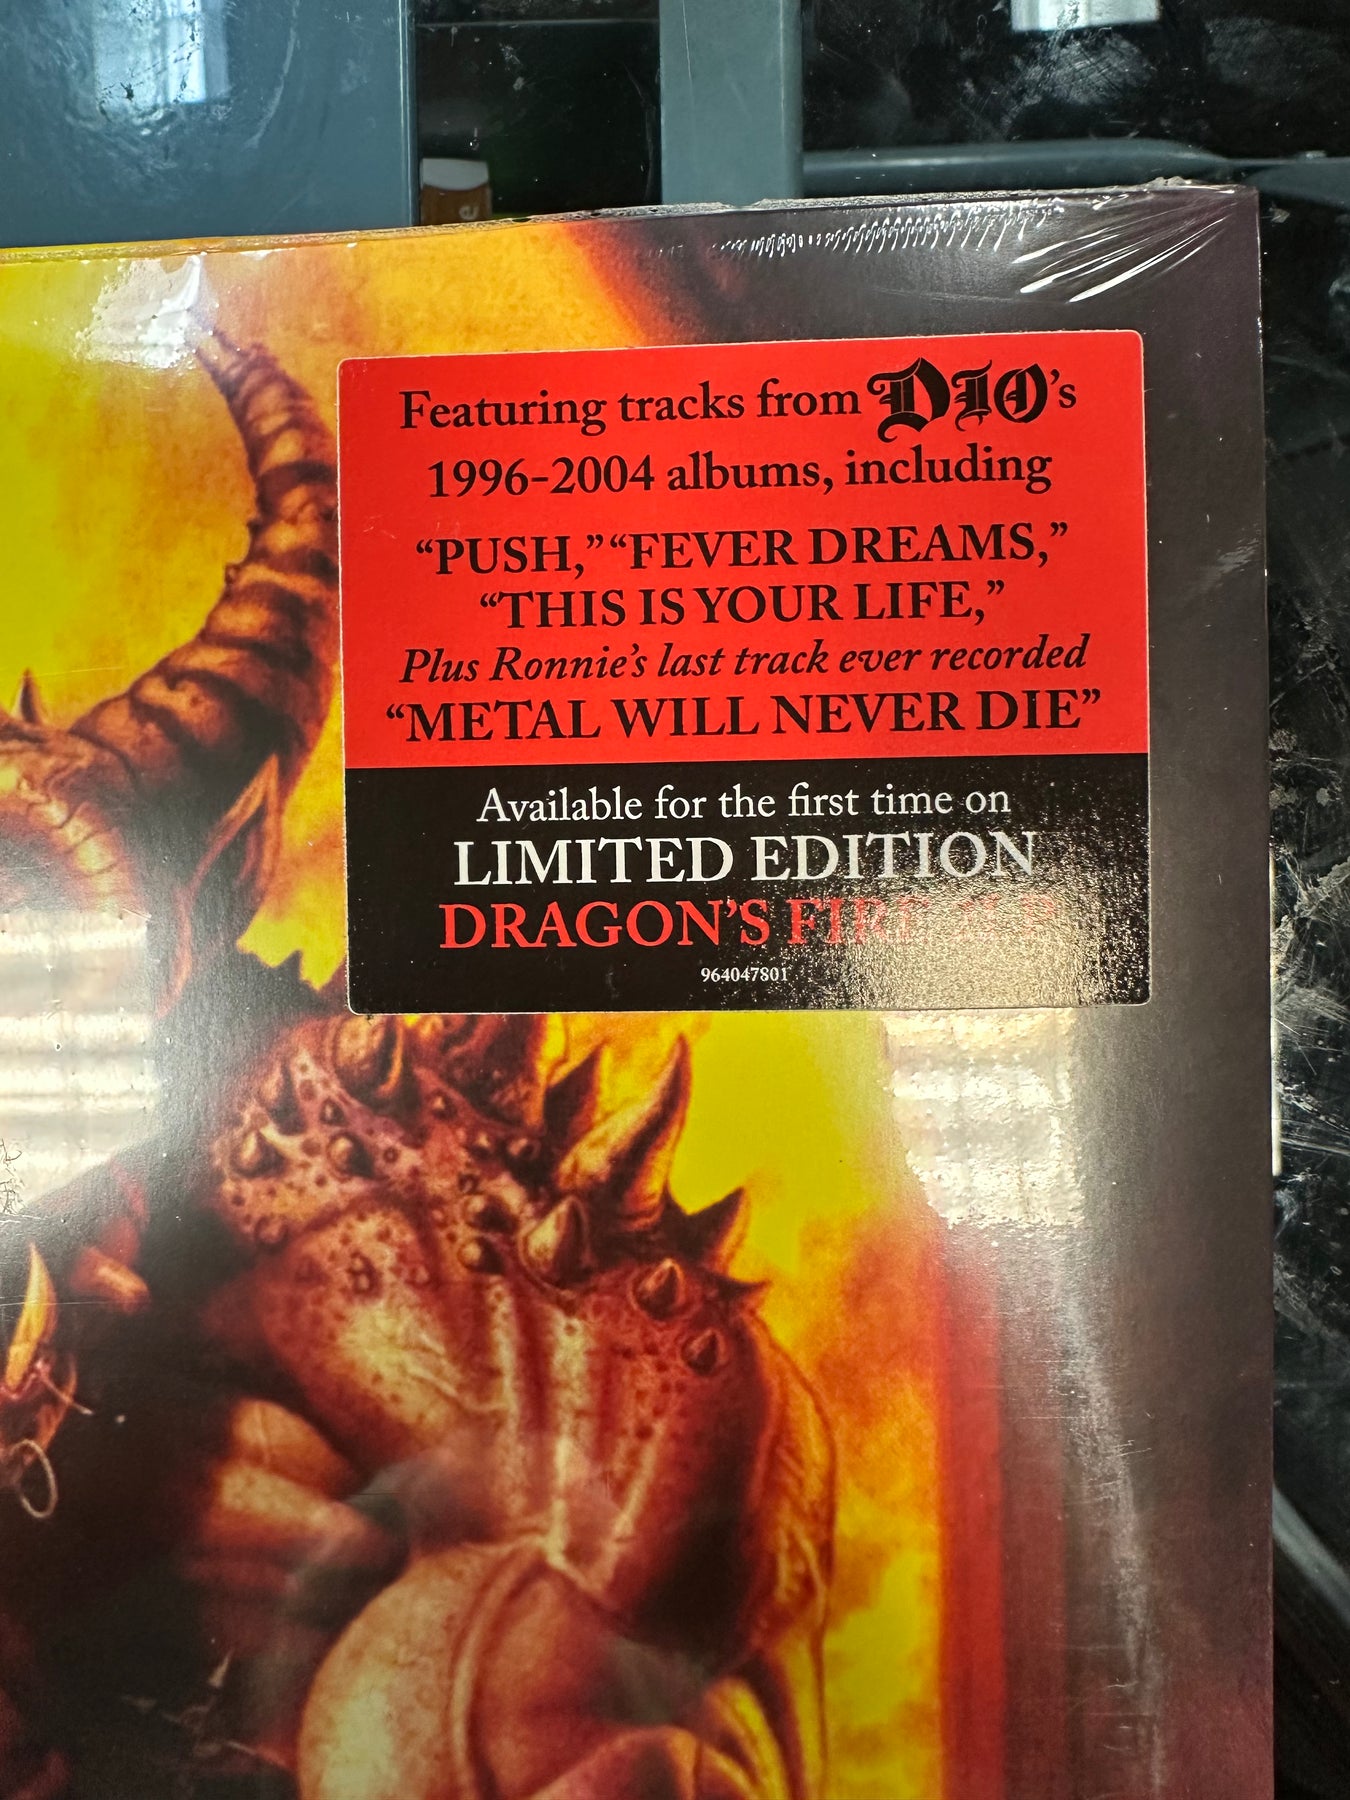 Featuring tracks from DIO's
1996-2004 albums, including
“PUSH,” “FEVER DREAMS,”
“THIS IS YOUR LIFE,”
Plus Ronnie's last track ever recorded
“METAL WILL NEVER DIE”
Available for the first time on
LIMITED EDITION
DRAGON'S FIRE
964047801